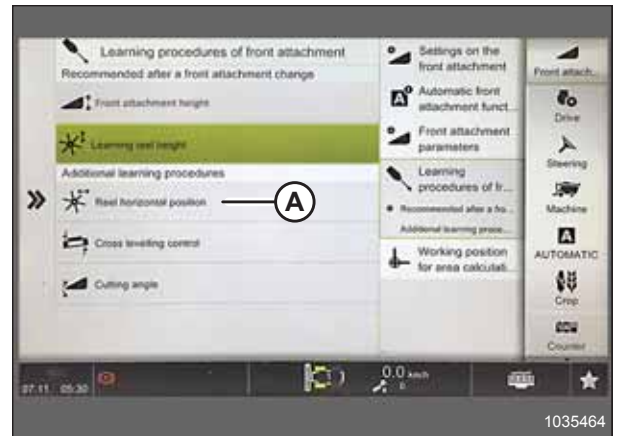 Learning procedures of front attachment
Recommended after a front attachment change
Front attachment height
Learning reel height
Additional learning procedures
Reel horizontal position
A
Cross levelling control
Cutting angle
Settings on the
front attachment
Automatic front
attachment funct...
Front attachment
parameters
Learning
procedures of fr...
Recommended after a fro...
Additional learning proce...
Working position
for area calculati...
Front attach...
Drive
Steering
Machine
A
AUTOMATIC
Crop
Counter
07.11 05:30
0.0 km/h
0
1035464